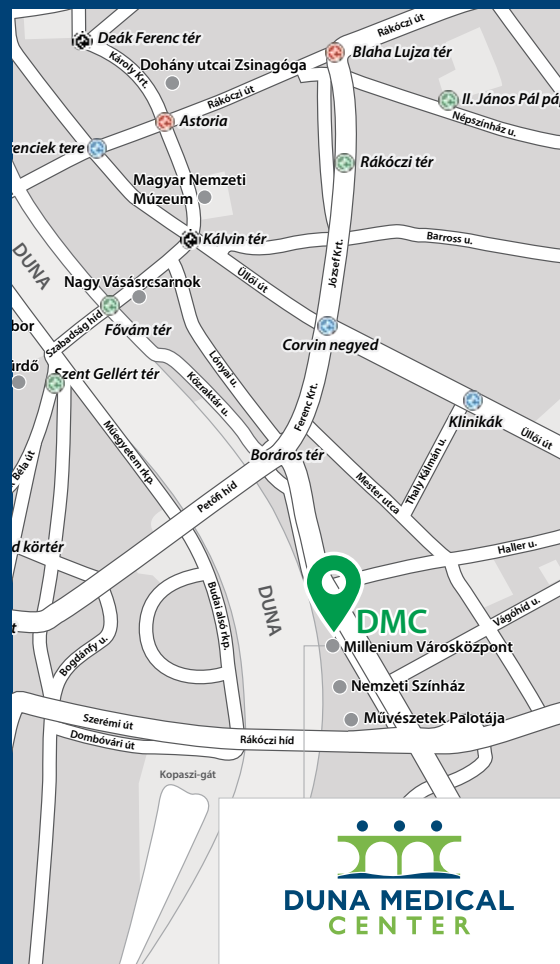 Deák Ferenc tér
Rákóczi út
Károly Krt.
Dohány utcai Zsinagóga
Blaha Lujza tér
Rákóczi út
II. János Pál pá
Népszínház u.
Astoria
renciek tere
Rákóczi tér
Magyar Nemzeti
Múzeum
Kálvin tér
Barross u.
DUNA
József Krt.
Üllői út
Nagy Vásásrcsarnok
bor
Szabadság híd
Fővám tér
Corvin negyed
Lónyai u.
ürdő
Szent Gellért tér
Közraktár u.
Ferenc Krt.
Klinikák
Üllői út
Műegyetem rkp.
Boráros tér
Béla út
Thaly Kálmán u.
Mester utca
Petőfi híd
d körtér
Haller u.
DUNA
Budai alsó rkp.
Vágóhíd u.
t
DMC
Bogdánfy u.
Millenium Városközpont
Nemzeti Színház
Művészetek Palotája
Szerémi út
Dombóvári út
Rákóczi híd
Kopaszi-gát
DUNA MEDICAL
CENTER